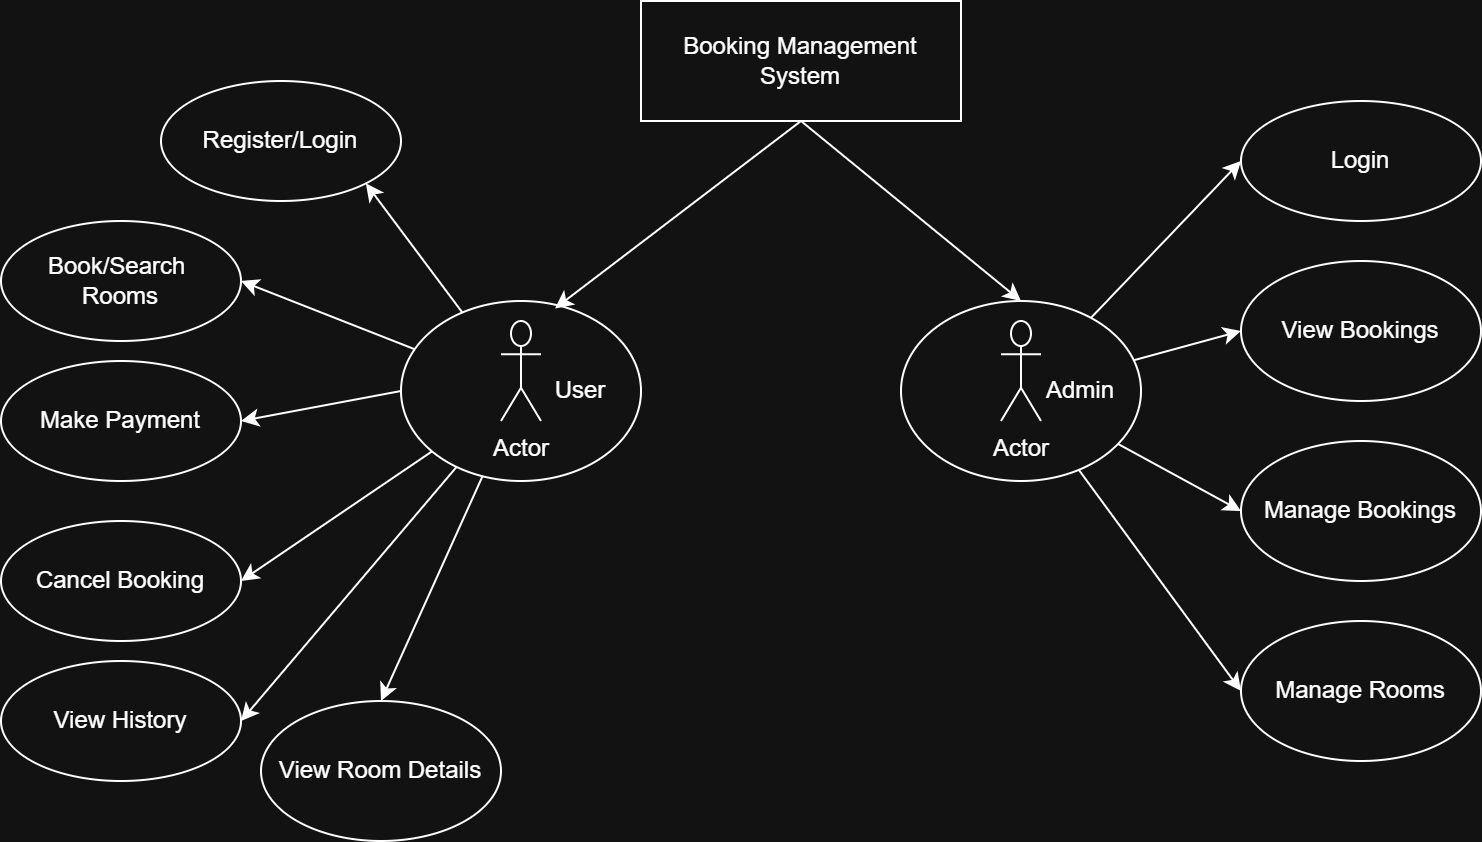 Booking Management
System
Register/Login
Book/Search
Rooms
Make Payment
Cancel Booking
View History
View Room Details
User
Actor
Admin
Actor
Login
View Bookings
Manage Bookings
Manage Rooms